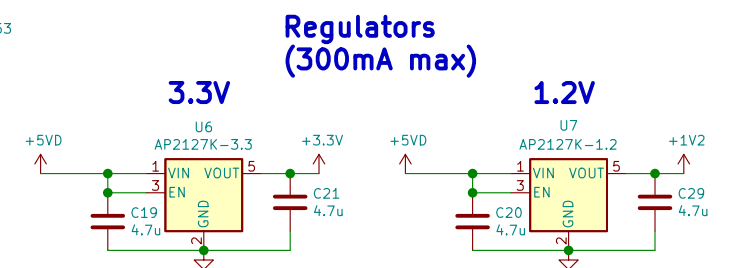 53
Regulators
(300mA max)
3.3V
1.2V
U6
AP2127K-3.3
U7
AP2127K-1.2
+5VD
+3.3V
+5VD
+1V2
1
VIN
VOUT
5
3
EN
GND
2
C19
4.7u
C21
4.7u
1
VIN
VOUT
5
3
EN
GND
2
C20
4.7u
C29
4.7u